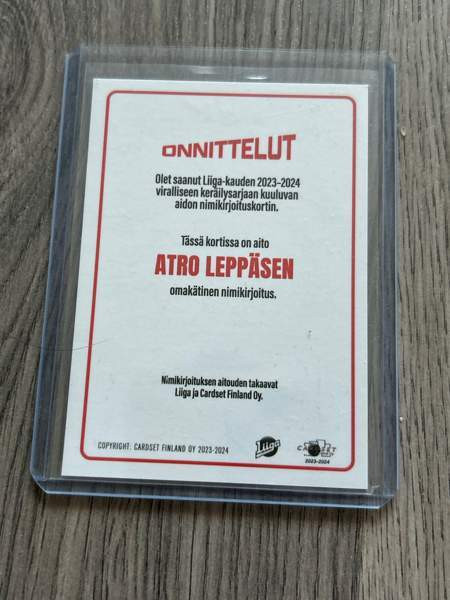 ONNITTELUT
Olet saanut Liiga-kauden 2023-2024
viralliseen keräilysarjaan kuuluvan
aidon nimikirjoituskortin.
Tässä kortissa on aito
ATRO LEPPÄSEN
omakätinen nimikirjoitus.
Nimikirjoituksen aitouden takaavat
Liiga ja Cardset Finland Oy.
COPYRIGHT: CARDSET FINLAND OY 2023-2024
Liiga
CARDSET
2023-2024